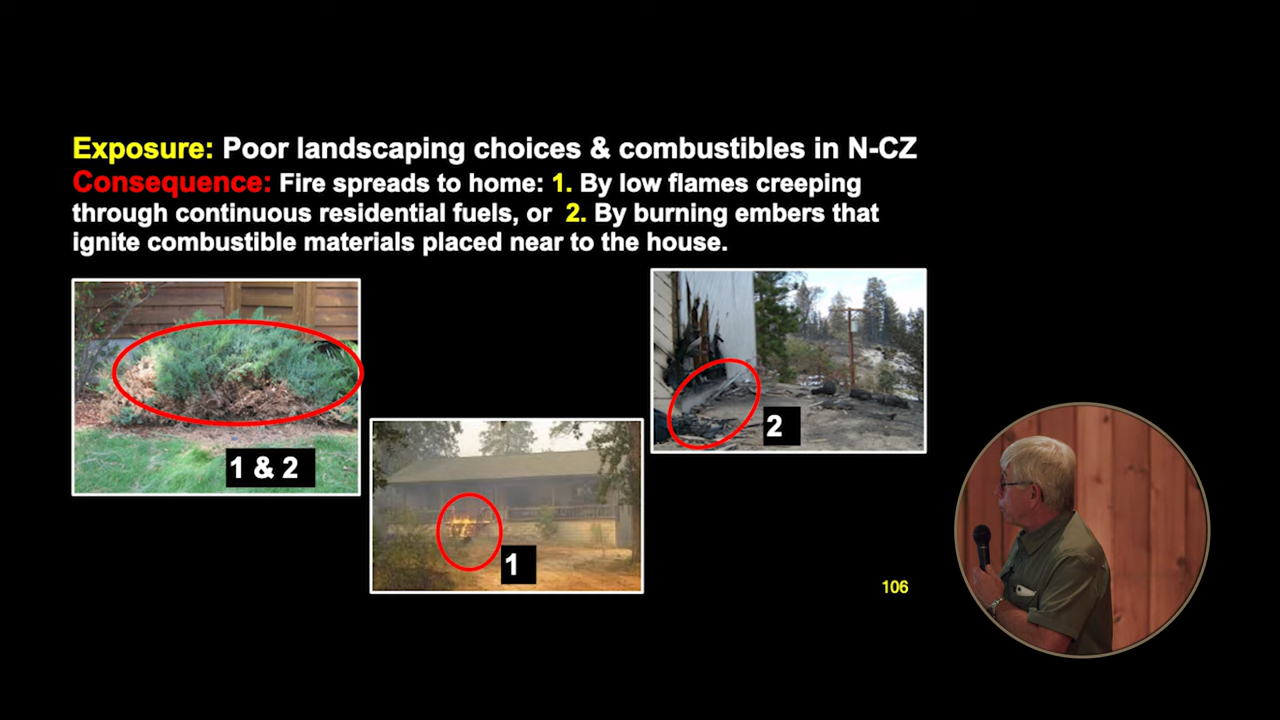 Exposure: Poor landscaping choices & combustibles in N-CZ
Consequence: Fire spreads to home: 1. By low flames creeping
through continuous residential fuels, or 2. By burning embers that
ignite combustible materials placed near to the house.
1 & 2
1
2
106